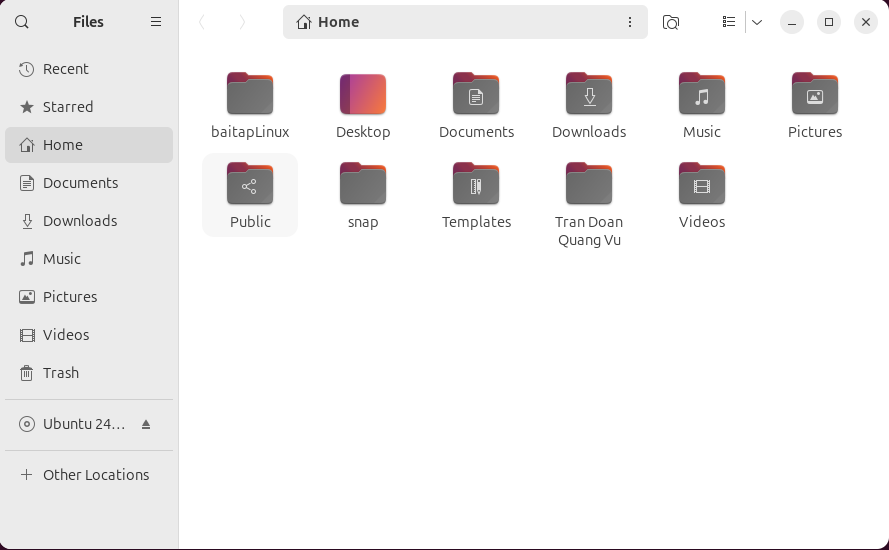 Files
Home
Recent
Starred
Home
Documents
Downloads
Music
Pictures
Videos
Trash
Ubuntu 24…
Other Locations
baitapLinux
Desktop
Documents
Downloads
Music
Pictures
Public
snap
Templates
Tran Doan
Quang Vu
Videos